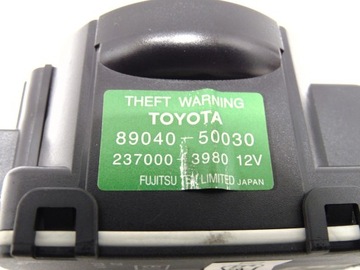 THEFT WARNING
TOYOTA
89040-50030
237000-3980 12V
FUJITSU TEN LIMITED JAPAN